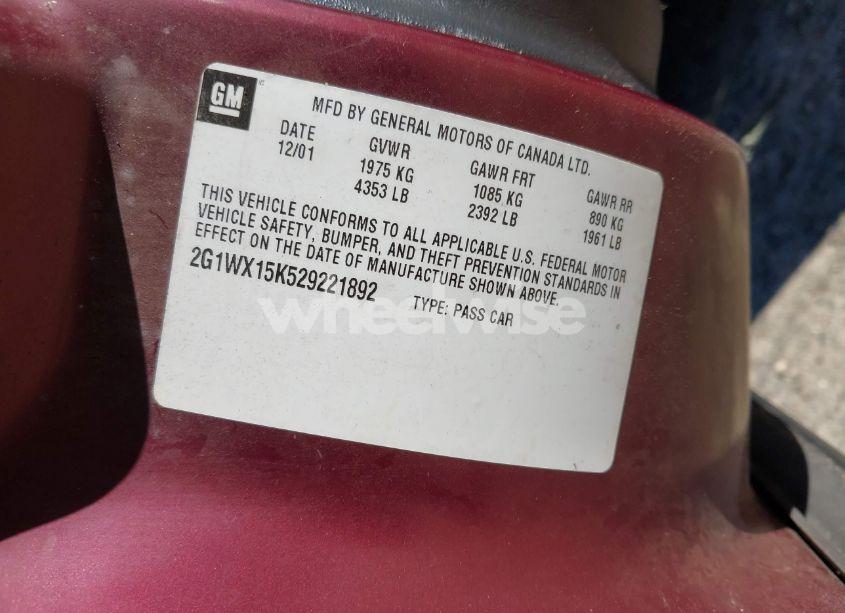 GM
MFD BY GENERAL MOTORS OF CANADA LTD.
DATE GVWR GAWR FRT GAWR RR
12/01 1975 KG 1085 KG 890 KG
4353 LB 2392 LB 1961 LB
THIS VEHICLE CONFORMS TO ALL APPLICABLE U.S. FEDERAL MOTOR
VEHICLE SAFETY, BUMPER, AND THEFT PREVENTION STANDARDS IN
EFFECT ON THE DATE OF MANUFACTURE SHOWN ABOVE.
2G1WX15K529221892 TYPE: PASS CAR
wheelwise